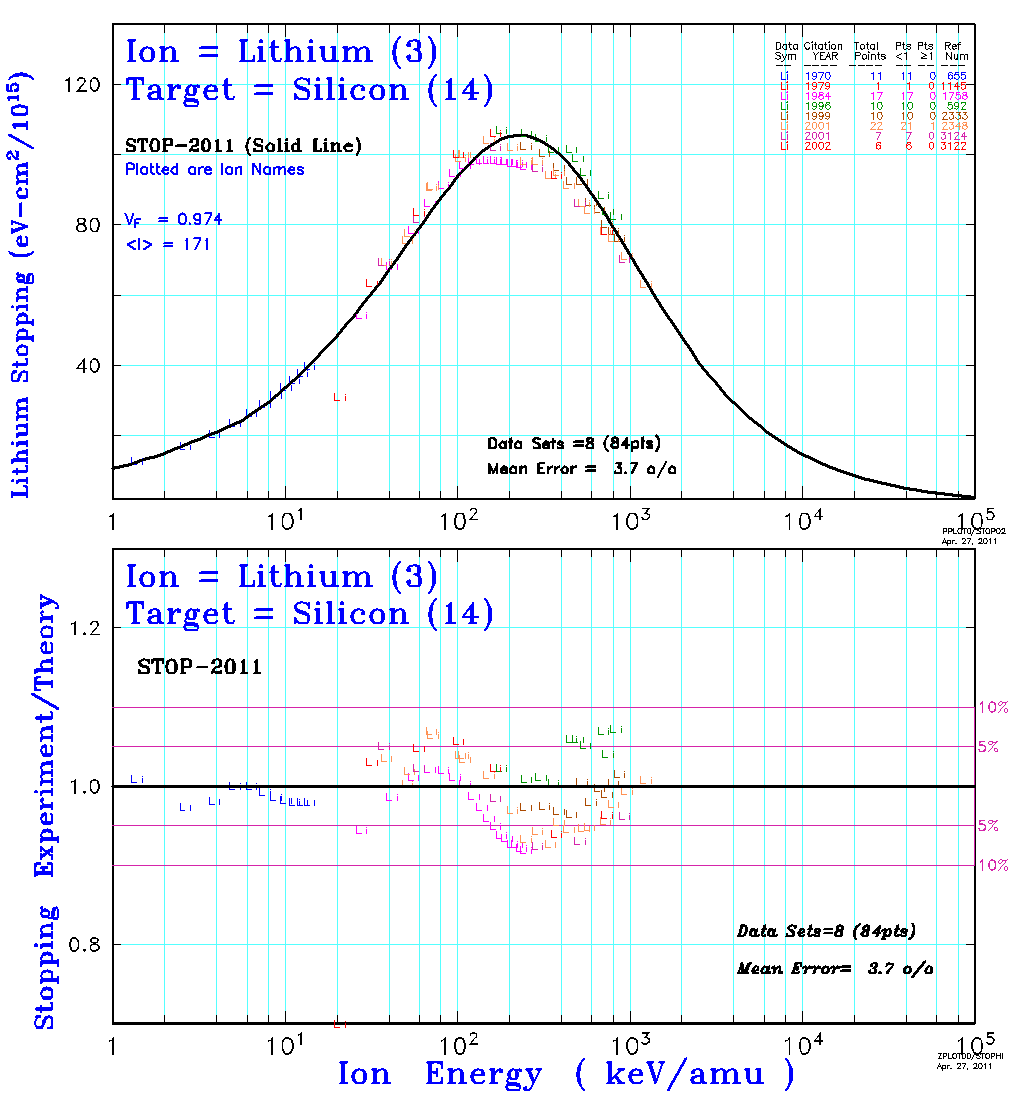 Ion = Lithium (3)
Target = Silicon (14)
STOP-2011 (Solid Line)
Plotted are Ion Names
V_F = 0.974
<I> = 171
Data Citation Total Pts Pts Ref
Sym YEAR Points <1 ≥1 Num
Li 1970 11 11 0 655
Li 1979 1 1 0 1145
Li 1984 17 17 0 1758
Li 1996 10 10 0 592
Li 1999 10 10 0 2333
Li 2001 22 21 1 2348
Li 2001 7 7 0 3124
Li 2002 6 6 0 3122
Lithium Stopping (eV-cm²/10¹⁵)
120
80
40
Data Sets =8 (84pts)
Mean Error = 3.7 o/o
1 10¹ 10² 10³ 10⁴ 10⁵
PPLOT0/STOP02
Apr. 27, 2011
Ion = Lithium (3)
Target = Silicon (14)
STOP-2011
Stopping Experiment/Theory
1.2
1.0
0.8
10%
5%
5%
10%
Data Sets=8 (84pts)
Mean Error= 3.7 o/o
1 10¹ 10² 10³ 10⁴ 10⁵
Ion Energy ( keV/amu )
Apr. 27, 2011